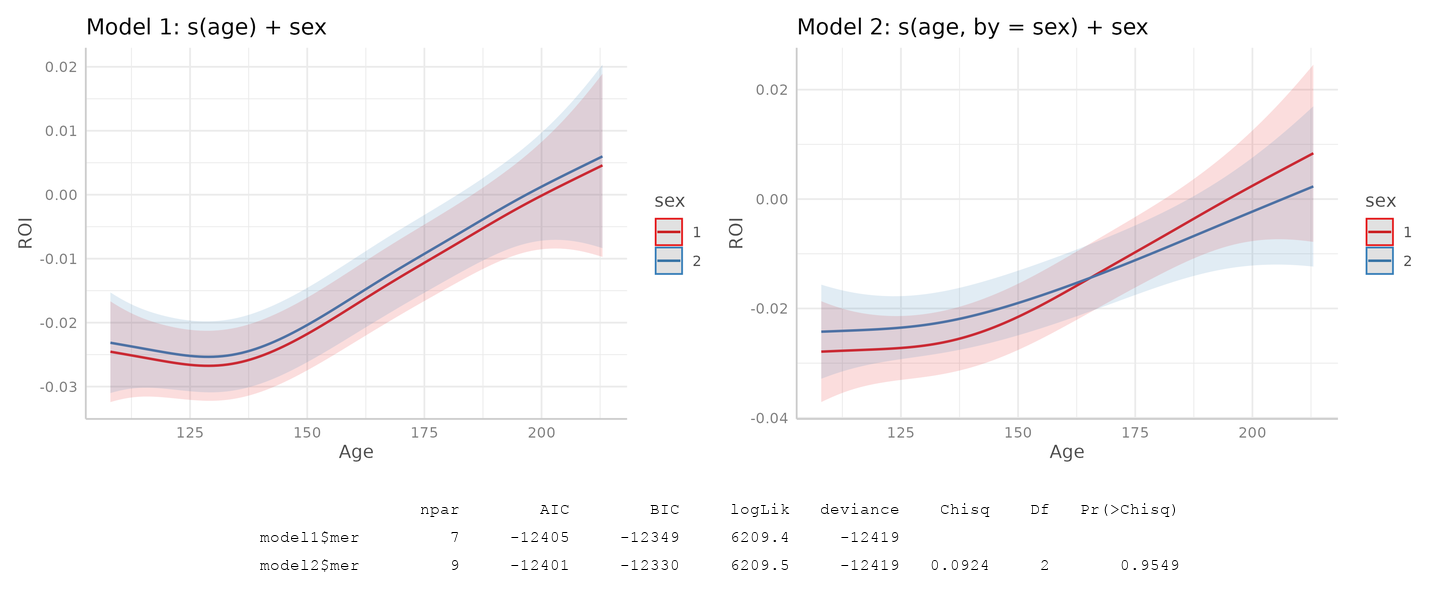 Model 1: s(age) + sex
0.02
0.01
0.00
-0.01
-0.02
-0.03
ROI
125 150 175 200
Age
sex
1
2
Model 2: s(age, by = sex) + sex
0.02
0.00
-0.02
-0.04
ROI
125 150 175 200
Age
sex
1
2
npar AIC BIC logLik deviance Chisq Df Pr(>Chisq)
model1$mer 7 -12405 -12349 6209.4 -12419
model2$mer 9 -12401 -12330 6209.5 -12419 0.0924 2 0.9549